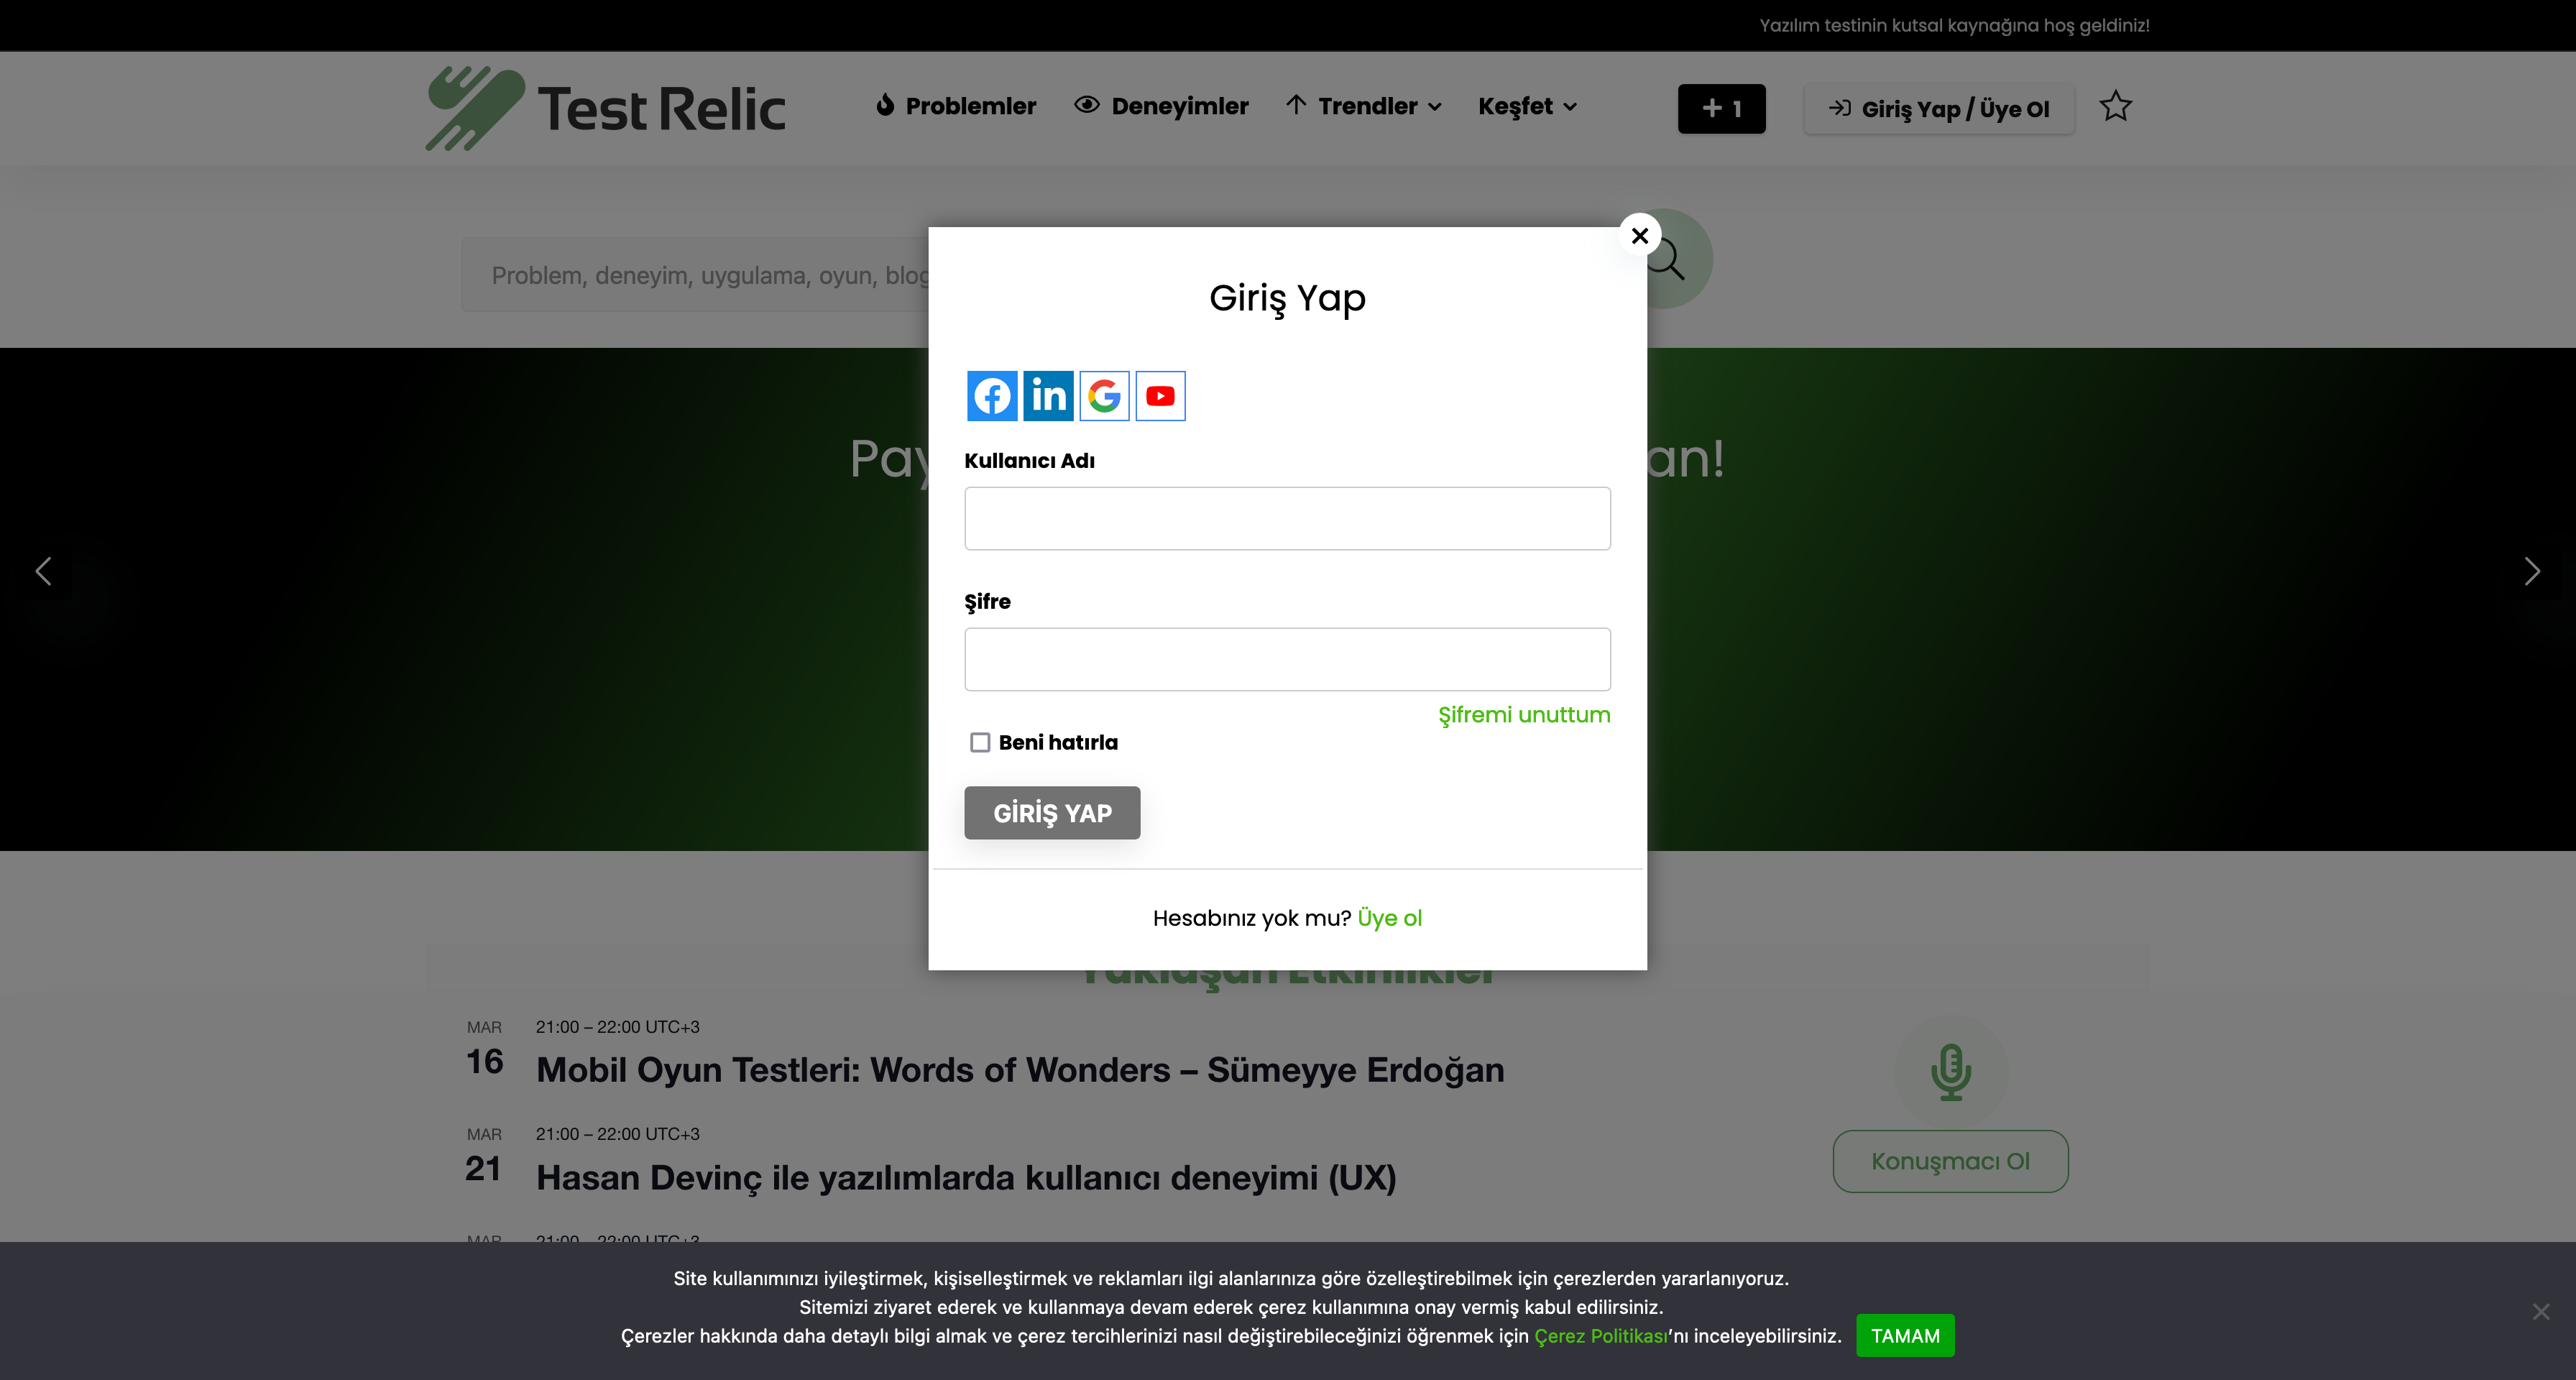 Yazılım testinin kutsal kaynağına hoş geldiniz!
Test Relic
Problemler
Deneyimler
Trendler
Keşfet
+ 1
Giriş Yap / Üye Ol
Problem, deneyim, uygulama, oyun, blog
Giriş Yap
Kullanıcı Adı
Şifre
Şifremi unuttum
Beni hatırla
GİRİŞ YAP
Hesabınız yok mu? Üye ol
Yaklaşan Etkinlikler
MAR
16
21:00 – 22:00 UTC+3
Mobil Oyun Testleri: Words of Wonders – Sümeyye Erdoğan
MAR
21
21:00 – 22:00 UTC+3
Hasan Devinç ile yazılımlarda kullanıcı deneyimi (UX)
Konuşmacı Ol
MAR
21:00 – 22:00 UTC+3
Site kullanımınızı iyileştirmek, kişiselleştirmek ve reklamları ilgi alanlarınıza göre özelleştirebilmek için çerezlerden yararlanıyoruz.
Sitemizi ziyaret ederek ve kullanmaya devam ederek çerez kullanımına onay vermiş kabul edilirsiniz.
Çerezler hakkında daha detaylı bilgi almak ve çerez tercihlerinizi nasıl değiştirebileceğinizi öğrenmek için Çerez Politikası'nı inceleyebilirsiniz.
TAMAM